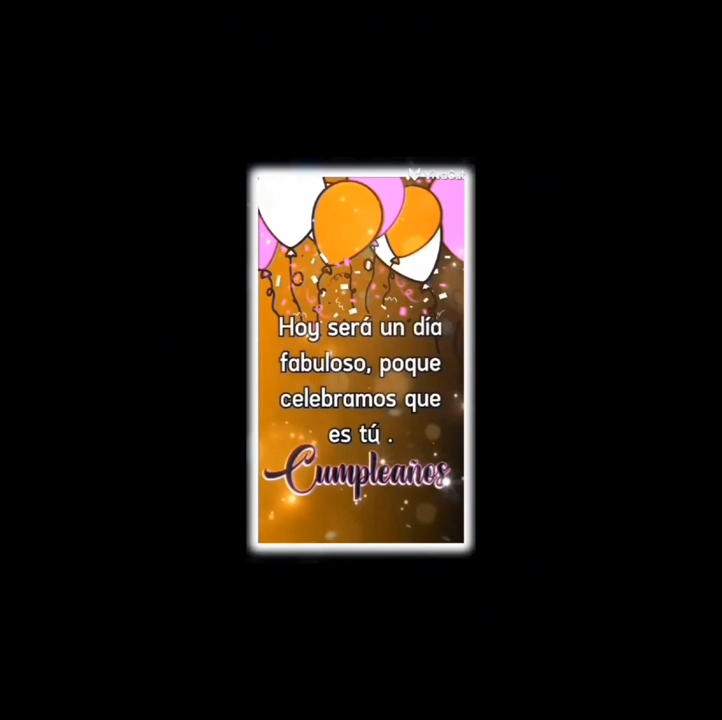 Hoy será un día
fabuloso, poque
celebramos que
es tú .
Cumpleaños